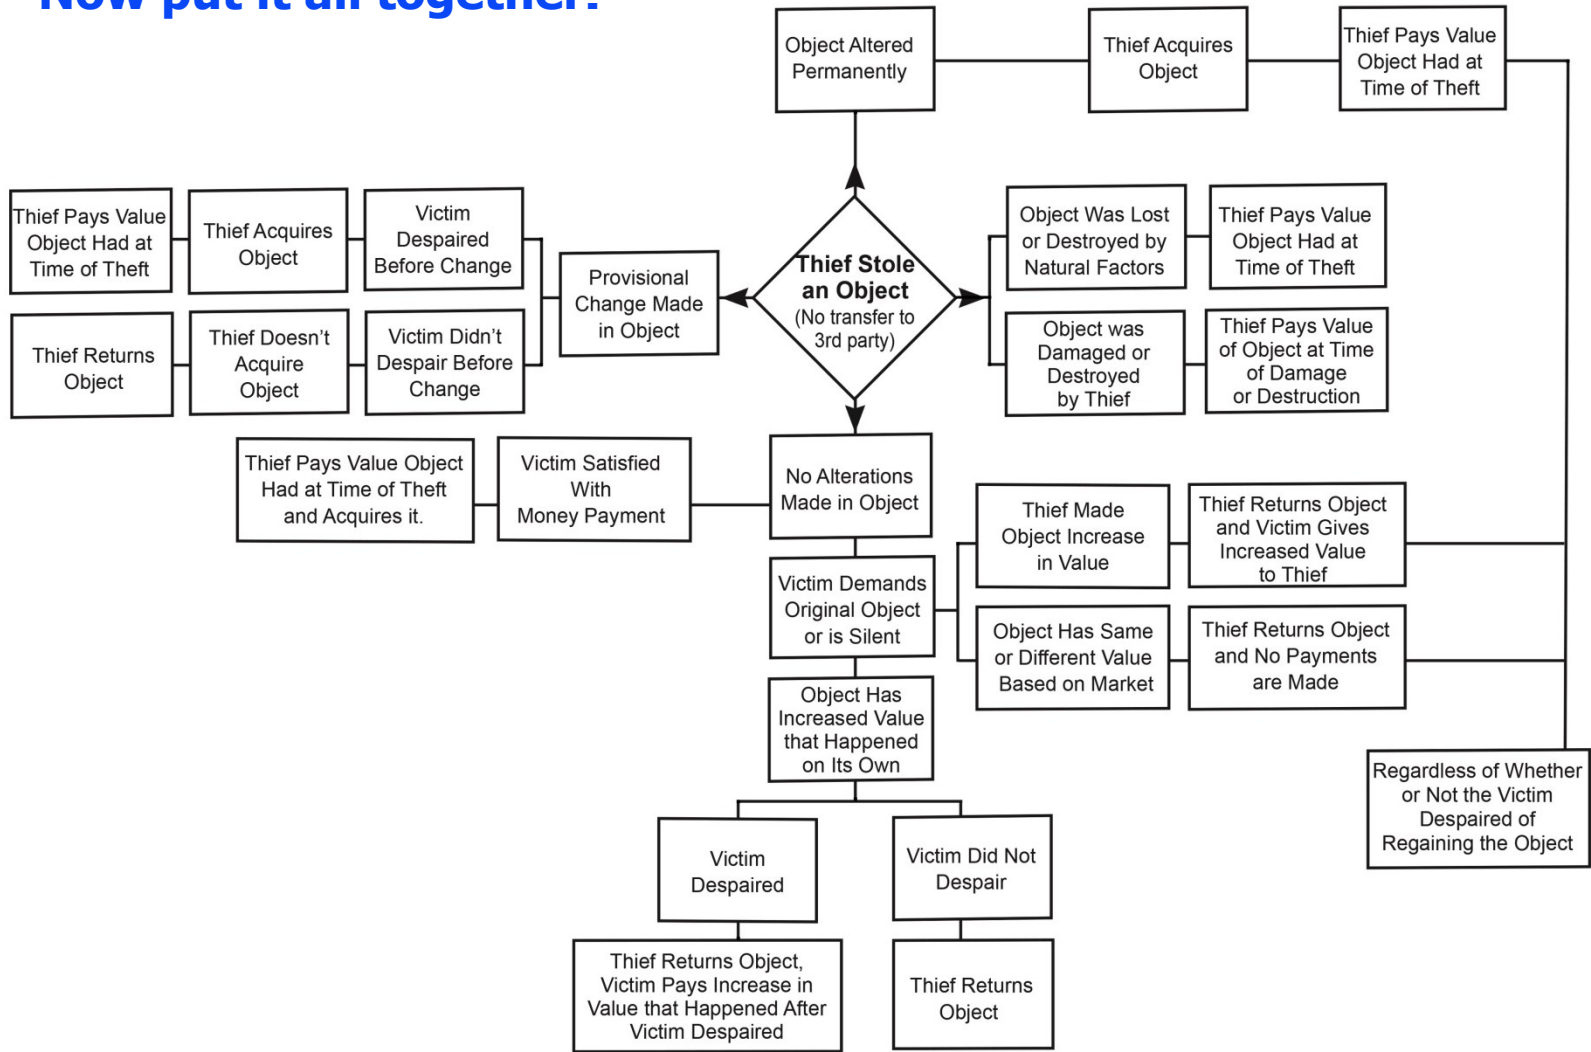 Now put it all together!
Object Altered
Permanently
Thief Acquires
Object
Thief Pays Value
Object Had at
Time of Theft
Thief Pays Value
Object Had at
Time of Theft
Thief Acquires
Object
Victim
Despaired
Before Change
Provisional
Change Made
in Object
Thief Returns
Object
Thief Doesn't
Acquire
Object
Victim Didn't
Despair Before
Change
Thief Stole
an Object
(No transfer to
3rd party)
Object Was Lost
or Destroyed by
Natural Factors
Thief Pays Value
Object Had at
Time of Theft
Object was
Damaged or
Destroyed
by Thief
Thief Pays Value
of Object at Time
of Damage
or Destruction
Thief Pays Value Object
Had at Time of Theft
and Acquires it.
Victim Satisfied
With
Money Payment
No Alterations
Made in Object
Victim Demands
Original Object
or is Silent
Thief Made
Object Increase
in Value
Thief Returns Object
and Victim Gives
Increased Value
to Thief
Object Has Same
or Different Value
Based on Market
Thief Returns Object
and No Payments
are Made
Object Has
Increased Value
that Happened
on Its Own
Regardless of Whether
or Not the Victim
Despaired of
Regaining the Object
Victim
Despaired
Victim Did Not
Despair
Thief Returns Object,
Victim Pays Increase in
Value that Happened After
Victim Despaired
Thief Returns
Object